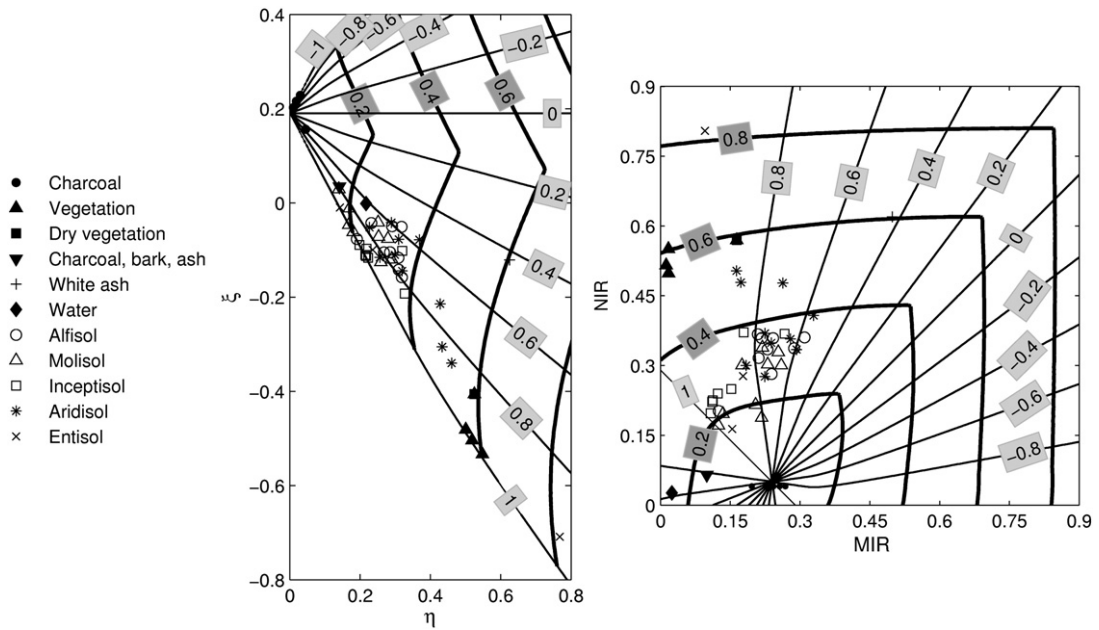 Charcoal
Vegetation
Dry vegetation
Charcoal, bark, ash
White ash
Water
Alfisol
Molisol
Inceptisol
Aridisol
Entisol
0.4
0.2
0
−0.2
−0.4
−0.6
−0.8
ξ
−1
−0.8
−0.6
−0.4
−0.2
0
0.2
0.4
0.6
0.8
1
0.2
0.4
0.6
0 0.2 0.4 0.6 0.8
η
0.9
0.75
0.6
0.45
0.3
0.15
0
NIR
0.8
0.6
0.4
0.2
1
0.8
0.6
0.4
0.2
0
−0.2
−0.4
−0.6
−0.8
0 0.15 0.3 0.45 0.6 0.75 0.9
MIR